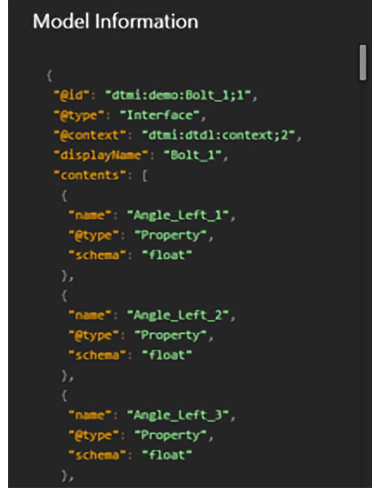 Model Information
{
"@id": "dtmi:demo:Bolt_1;1",
"@type": "Interface",
"@context": "dtmi:dtdl:context;2",
"displayName": "Bolt_1",
"contents": [
{
"name": "Angle_Left_1",
"@type": "Property",
"schema": "float"
},
{
"name": "Angle_Left_2",
"@type": "Property",
"schema": "float"
},
{
"name": "Angle_Left_3",
"@type": "Property",
"schema": "float"
},